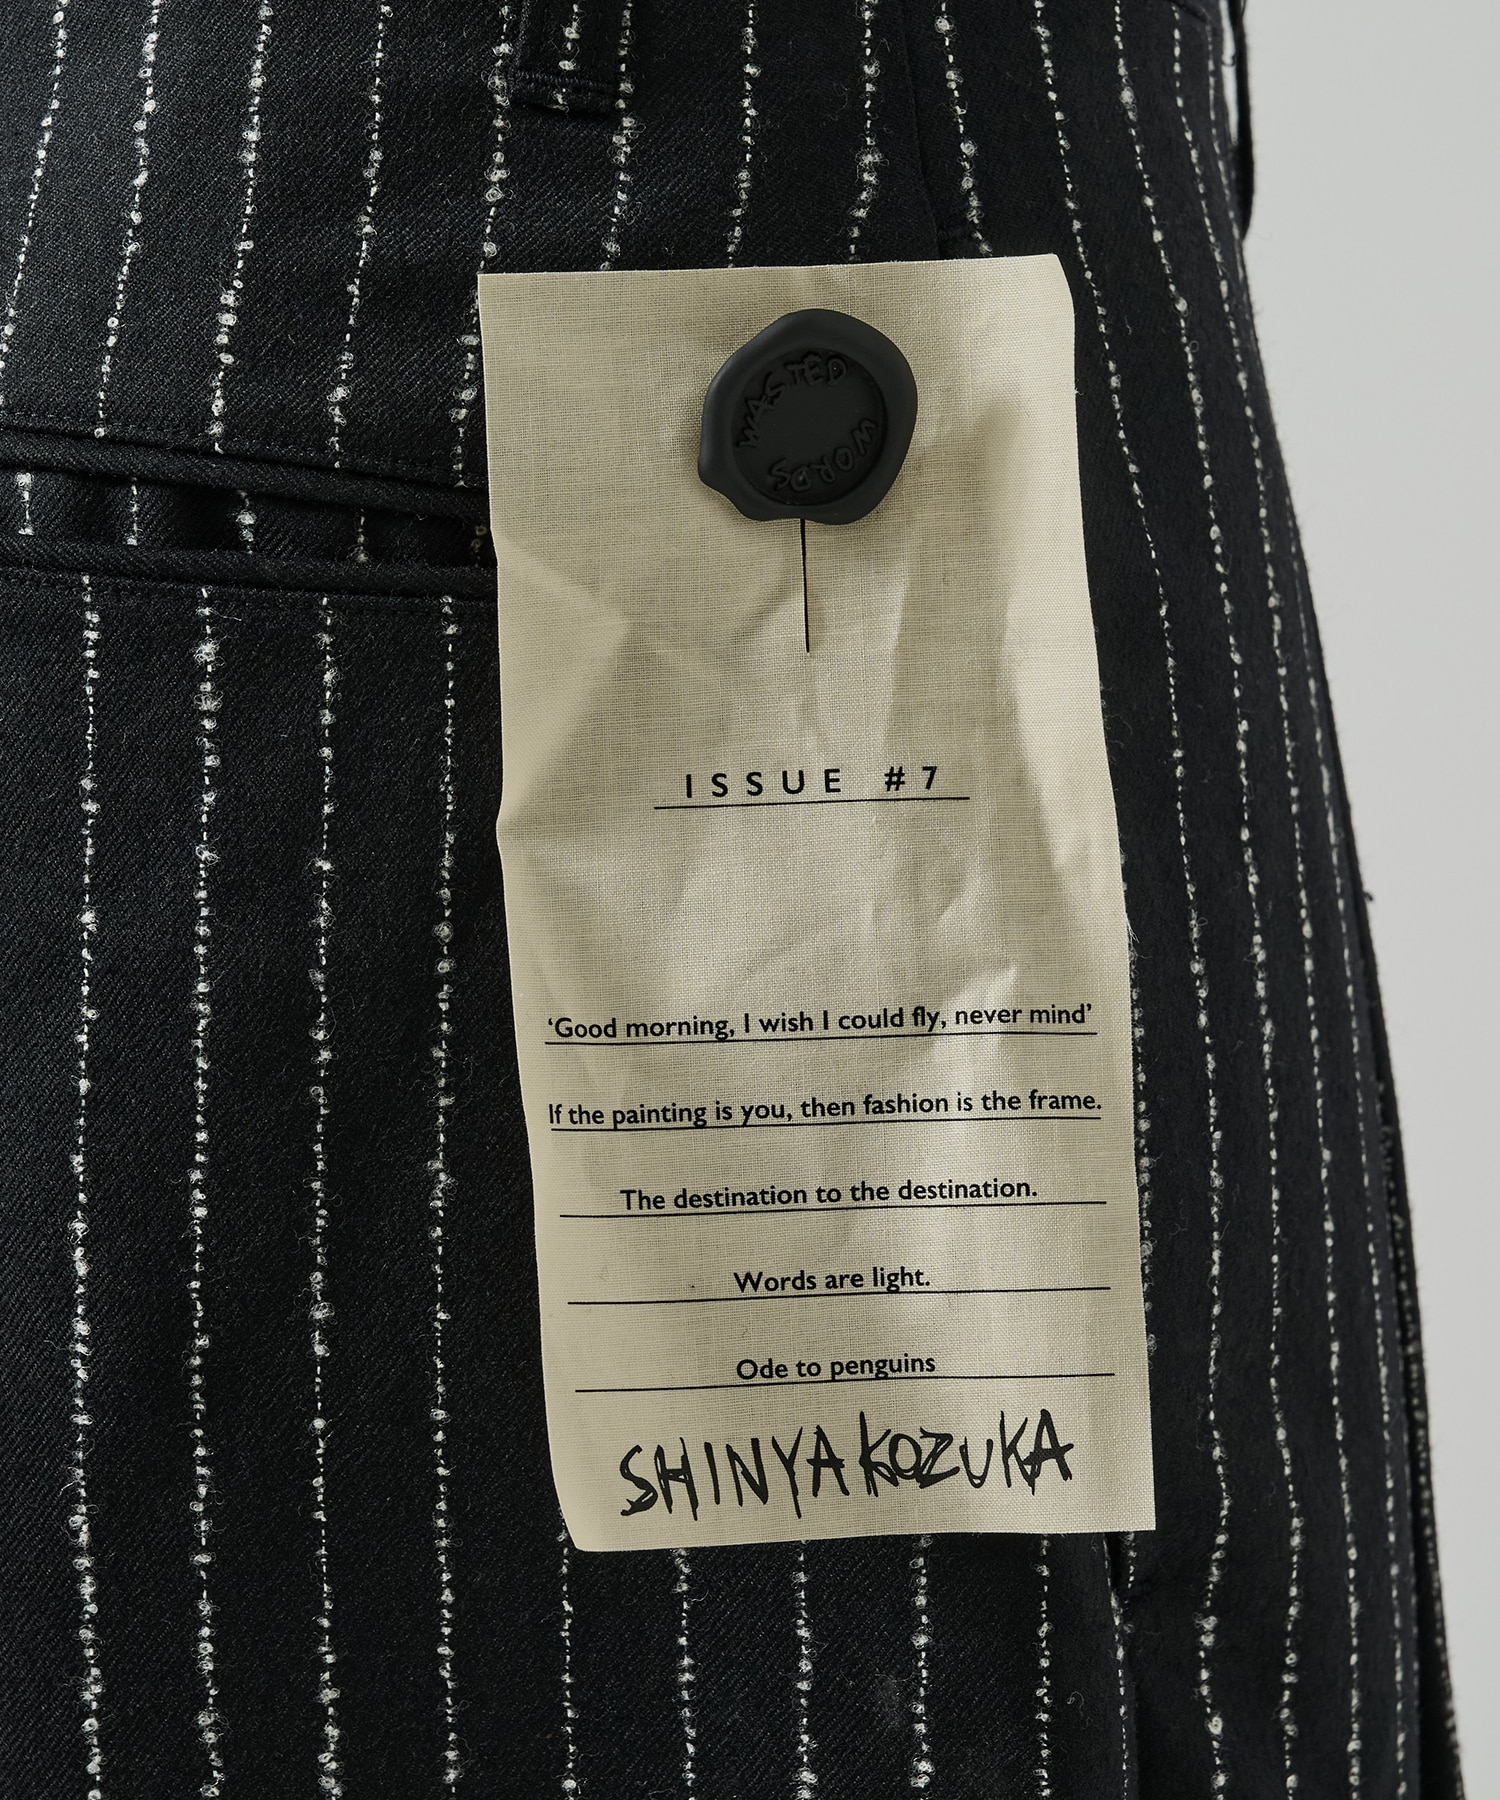 WASTED
WORDS
ISSUE #7
‘Good morning, I wish I could fly, never mind’
If the painting is you, then fashion is the frame.
The destination to the destination.
Words are light.
Ode to penguins
SHINYAKOZUKA